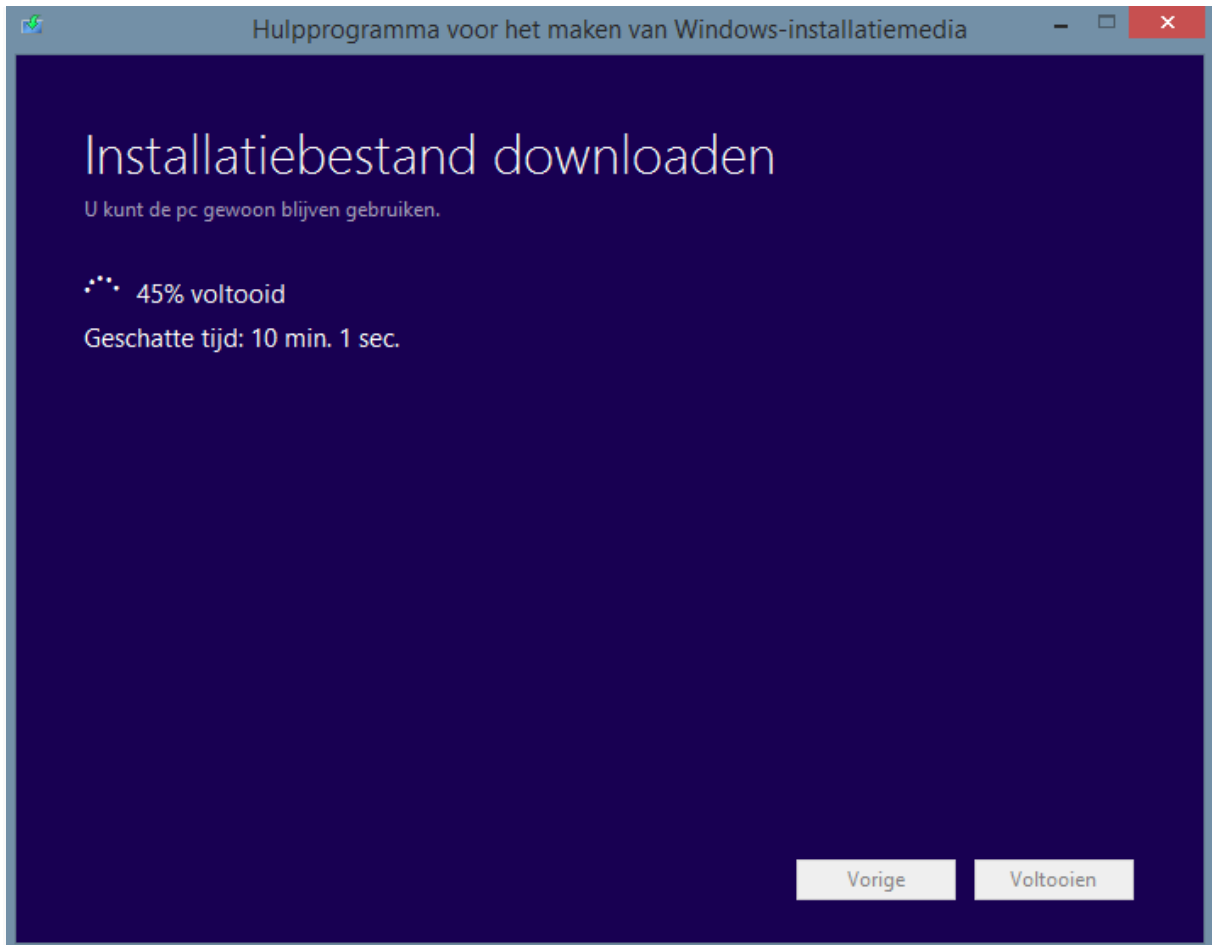 Hulpprogramma voor het maken van Windows-installatiemedia
Installatiebestand downloaden
U kunt de pc gewoon blijven gebruiken.
45% voltooid
Geschatte tijd: 10 min. 1 sec.
Vorige
Voltooien